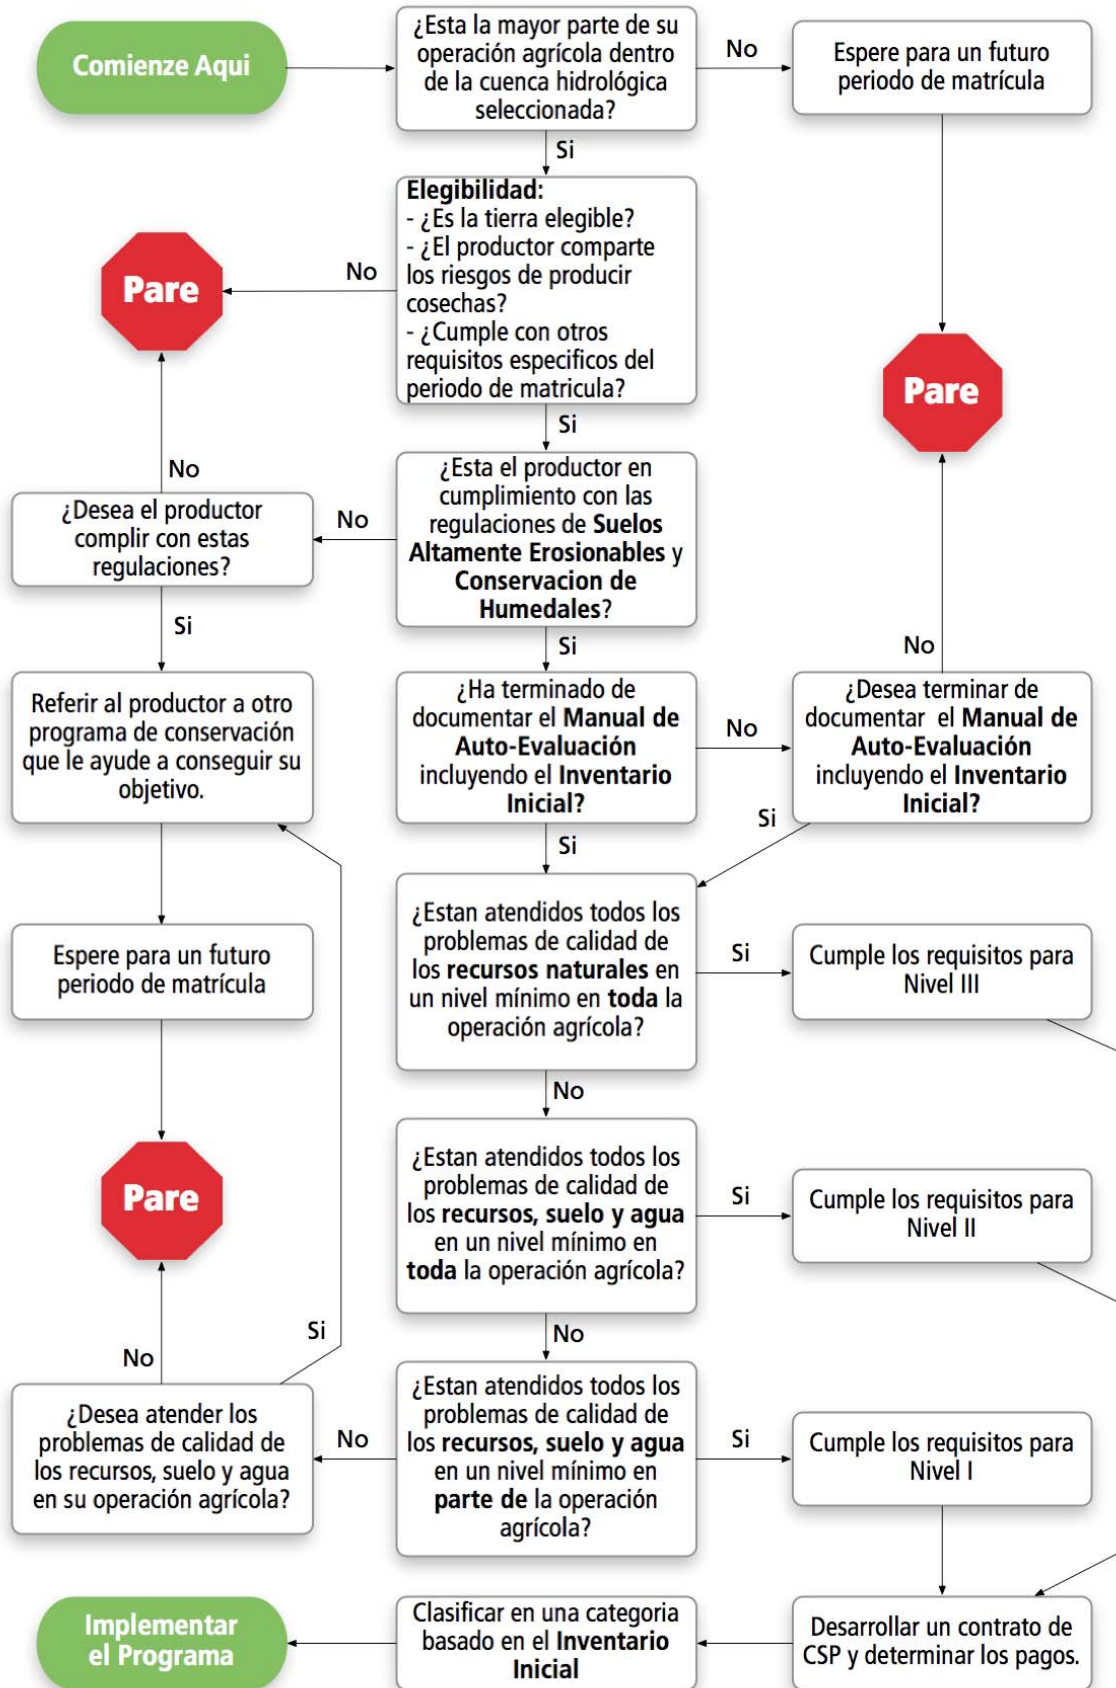 Comienze Aqui
¿Esta la mayor parte de su
operación agrícola dentro
de la cuenca hidrológica
seleccionada?
No
Espere para un futuro
periodo de matrícula
Si
Elegibilidad:
- ¿Es la tierra elegible?
- ¿El productor comparte
los riesgos de producir
cosechas?
- ¿Cumple con otros
requisitos especificos del
periodo de matricula?
No
Pare
Pare
Si
¿Esta el productor en
cumplimiento con las
regulaciones de Suelos
Altamente Erosionables y
Conservacion de
Humedales?
No
¿Desea el productor
complir con estas
regulaciones?
No
Si
Si
Referir al productor a otro
programa de conservación
que le ayude a conseguir su
objetivo.
¿Ha terminado de
documentar el Manual de
Auto-Evaluación
incluyendo el Inventario
Inicial?
No
¿Desea terminar de
documentar el Manual de
Auto-Evaluación
incluyendo el Inventario
Inicial?
No
Si
Si
Espere para un futuro
periodo de matrícula
¿Estan atendidos todos los
problemas de calidad de
los recursos naturales en
un nivel mínimo en toda la
operación agrícola?
Si
Cumple los requisitos para
Nivel III
No
Pare
¿Estan atendidos todos los
problemas de calidad de
los recursos, suelo y agua
en un nivel mínimo en
toda la operación agrícola?
Si
Cumple los requisitos para
Nivel II
No
No
Si
¿Desea atender los
problemas de calidad de
los recursos, suelo y agua
en su operación agrícola?
No
¿Estan atendidos todos los
problemas de calidad de
los recursos, suelo y agua
en un nivel mínimo en
parte de la operación
agrícola?
Si
Cumple los requisitos para
Nivel I
Implementar
el Programa
Clasificar en una categoria
basado en el Inventario
Inicial
Desarrollar un contrato de
CSP y determinar los pagos.